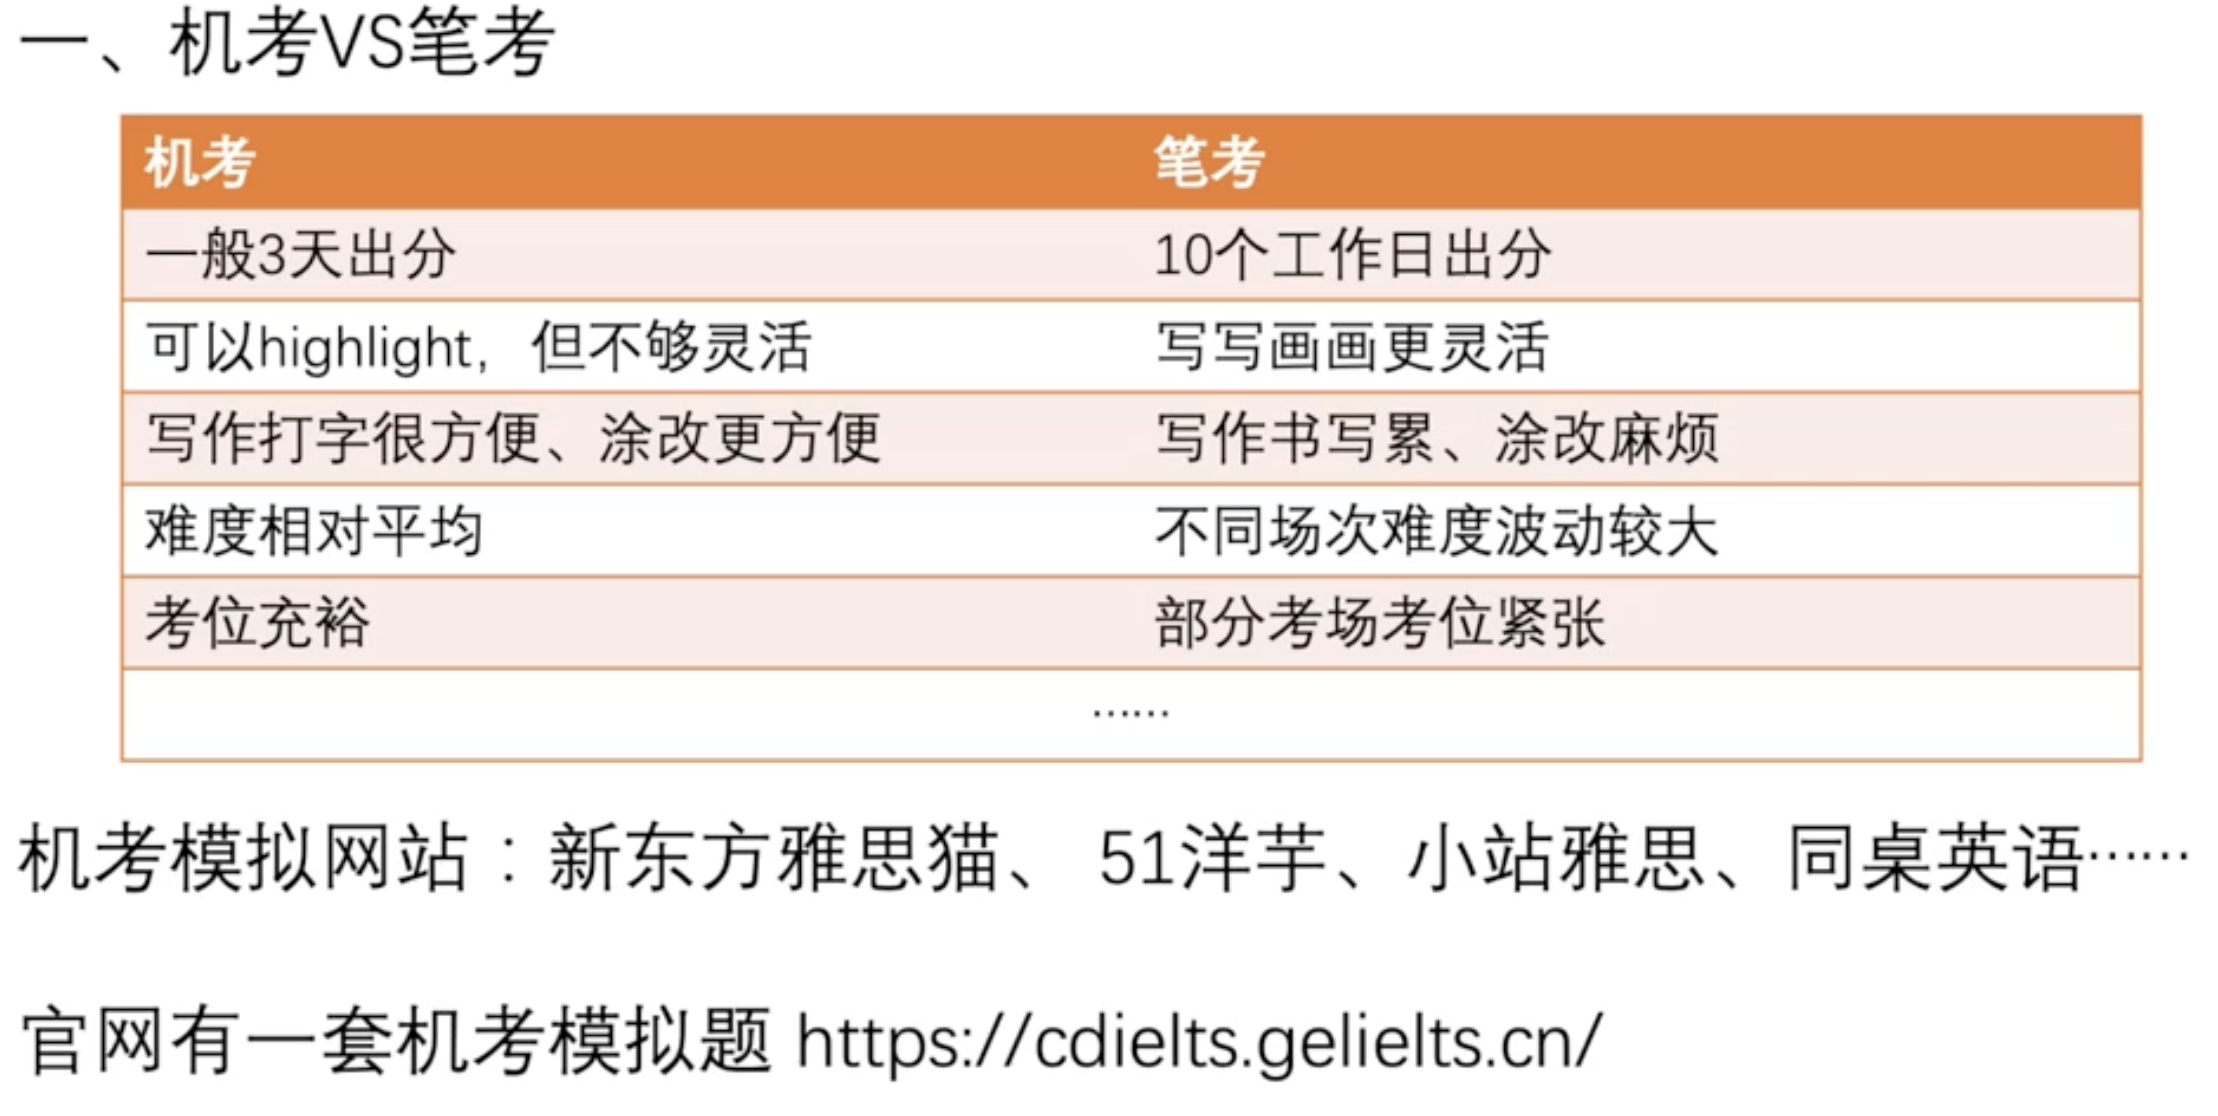 一、机考VS笔考
机考 笔考
一般3天出分 10个工作日出分
可以highlight，但不够灵活 写写画画更灵活
写作打字很方便、涂改更方便 写作书写累、涂改麻烦
难度相对平均 不同场次难度波动较大
考位充裕 部分考场考位紧张
……
机考模拟网站：新东方雅思猫、 51洋芋、小站雅思、同桌英语……
官网有一套机考模拟题 https://cdielts.gelielts.cn/